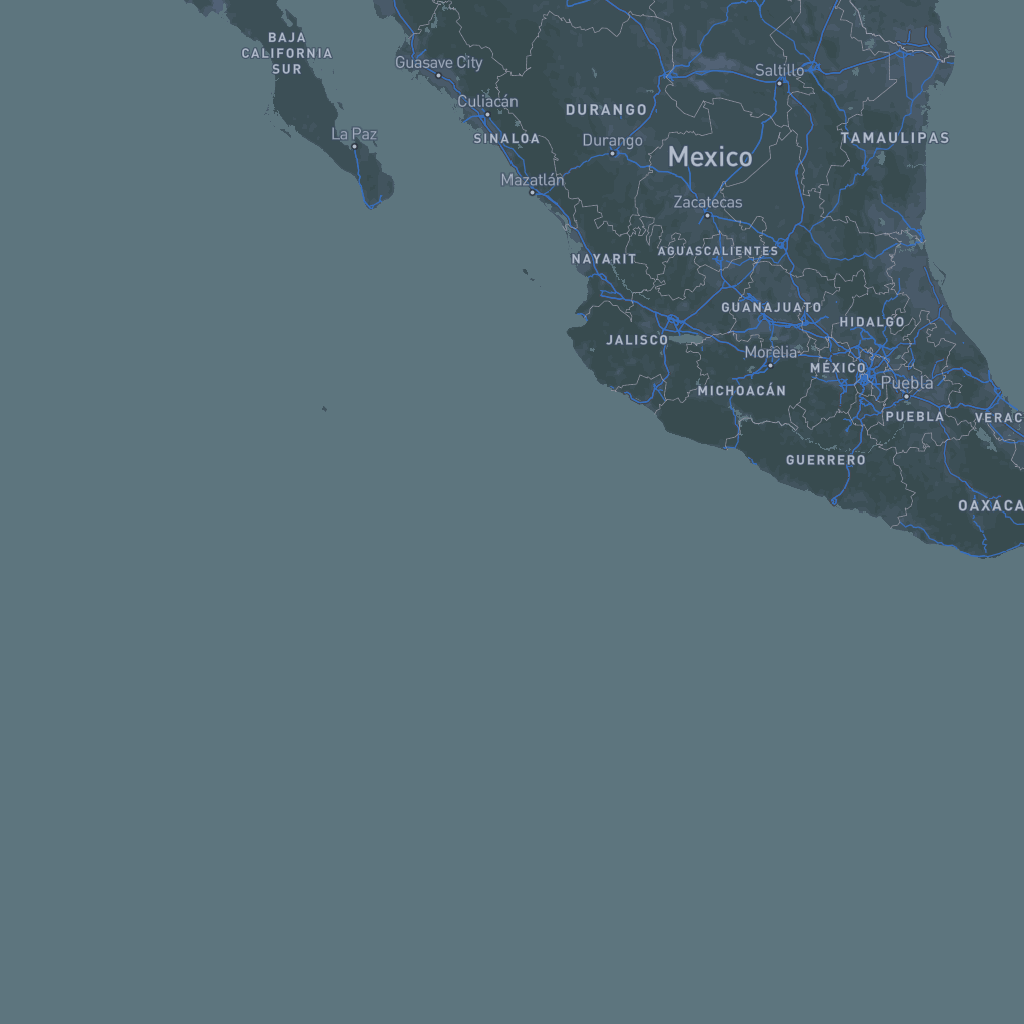 BAJA
CALIFORNIA
SUR
Guasave City
Saltillo
Culiacán
DURANGO
La Paz
SINALOA
Durango
TAMAULIPAS
Mexico
Mazatlán
Zacatecas
NAYARIT
AGUASCALIENTES
GUANAJUATO
HIDALGO
JALISCO
Morelia
MÉXICO
Puebla
MICHOACÁN
PUEBLA
VERAC
GUERRERO
OAXACA